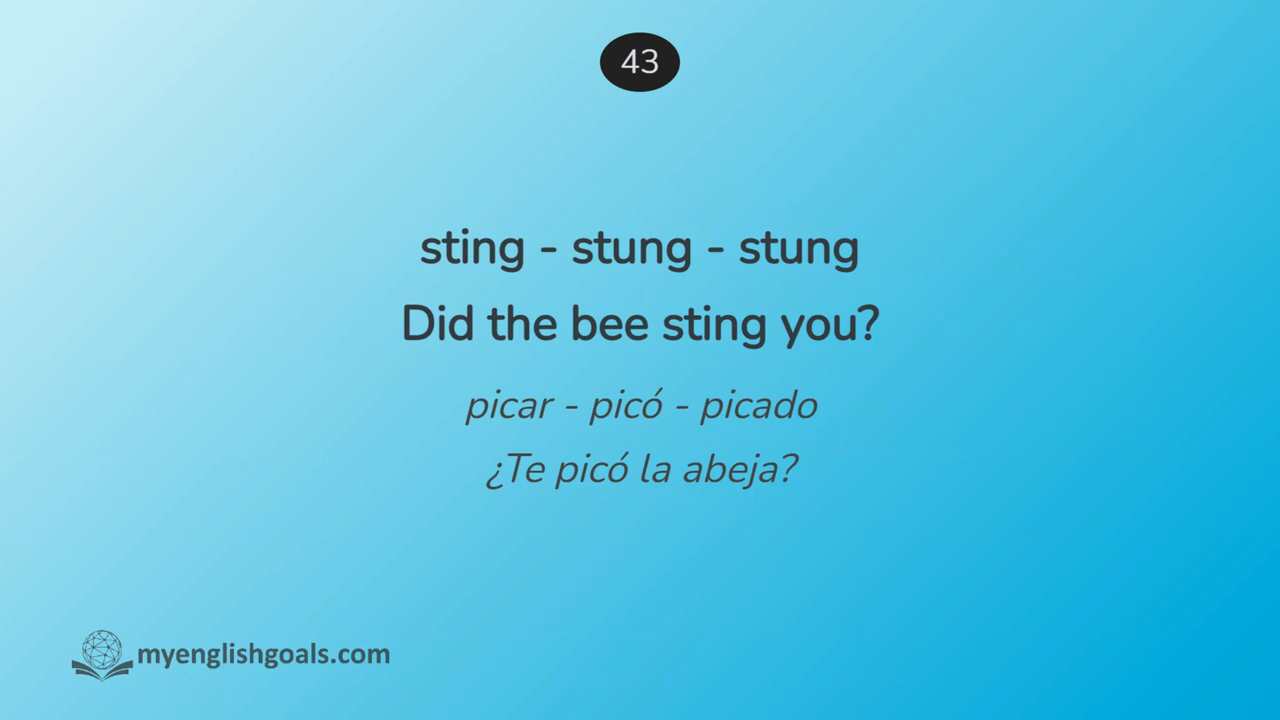 43
sting - stung - stung
Did the bee sting you?
picar - picó - picado
¿Te picó la abeja?
myenglishgoals.com